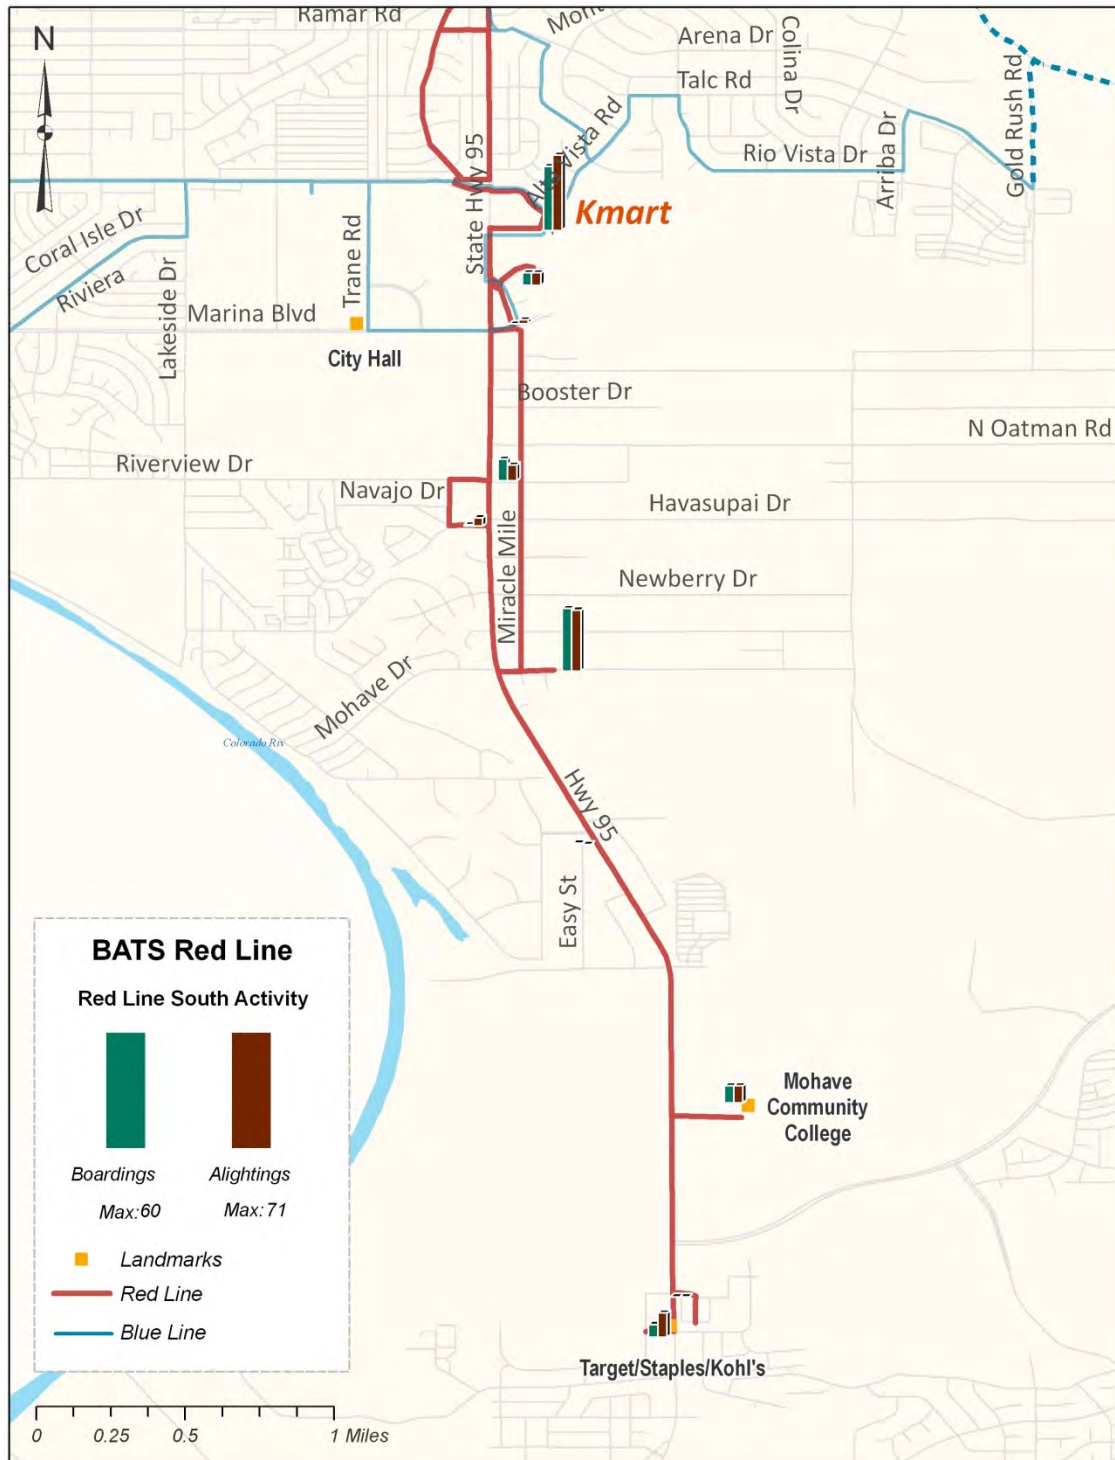 Ramar Rd
N
Arena Dr
Colina Dr
Talc Rd
Gold Rush Rd
Alta Vista Rd
Rio Vista Dr
Arriba Dr
State Hwy 95
Kmart
Coral Isle Dr
Riviera
Lakeside Dr
Trane Rd
Marina Blvd
City Hall
Booster Dr
N Oatman Rd
Riverview Dr
Navajo Dr
Havasupai Dr
Miracle Mile
Newberry Dr
Mohave Dr
Colorado Riv
Hwy 95
Easy St
Mohave
Community
College
Target/Staples/Kohl's
BATS Red Line
Red Line South Activity
Boardings Alightings
Max:60 Max:71
Landmarks
Red Line
Blue Line
0 0.25 0.5 1 Miles